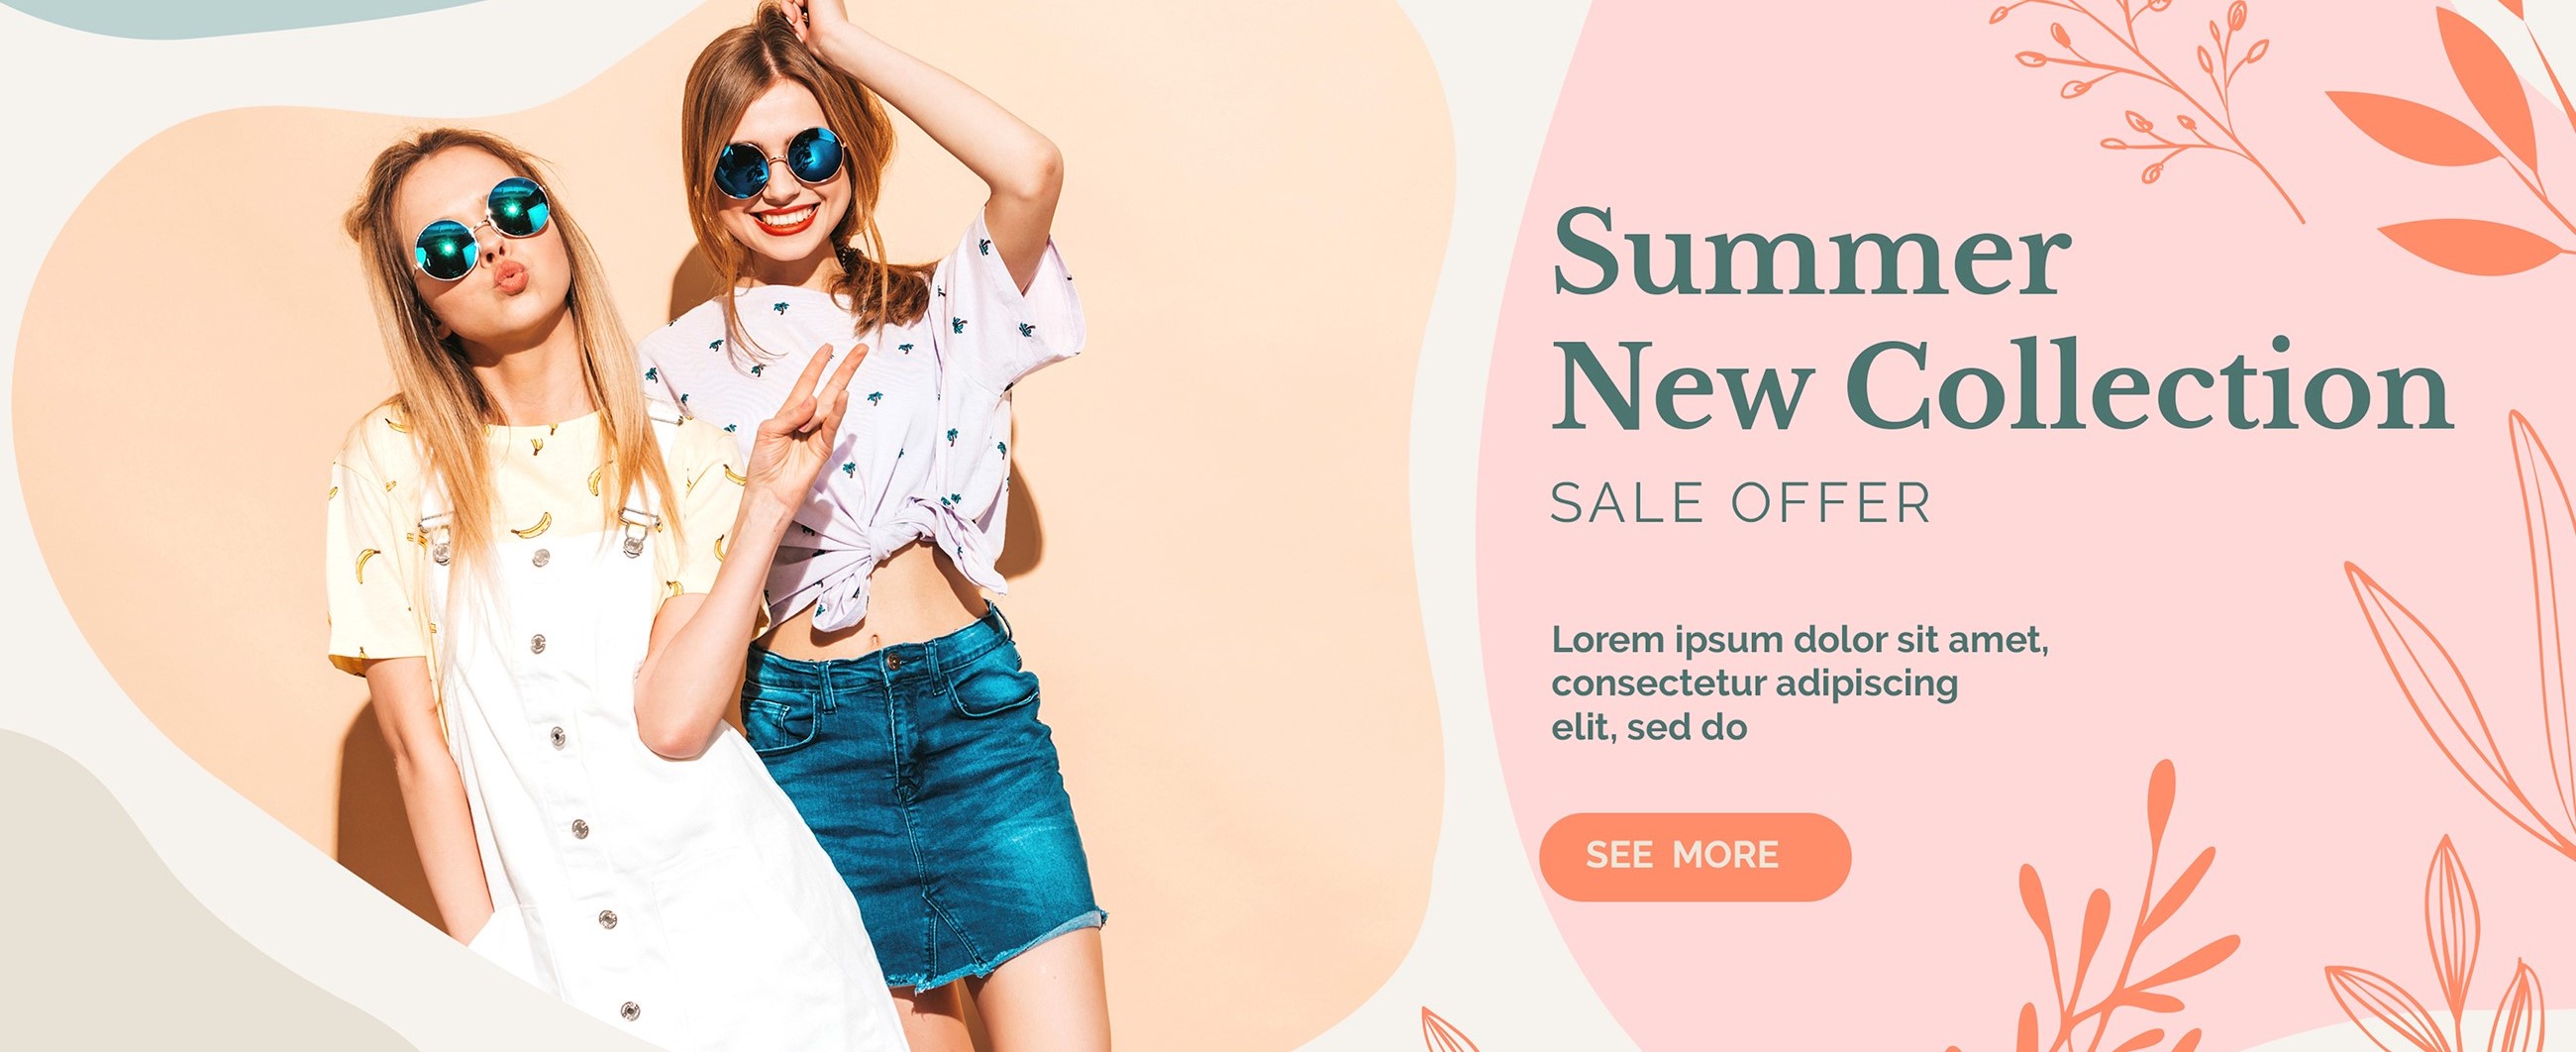 Summer
New Collection
SALE OFFER
Lorem ipsum dolor sit amet,
consectetur adipiscing
elit, sed do
SEE MORE